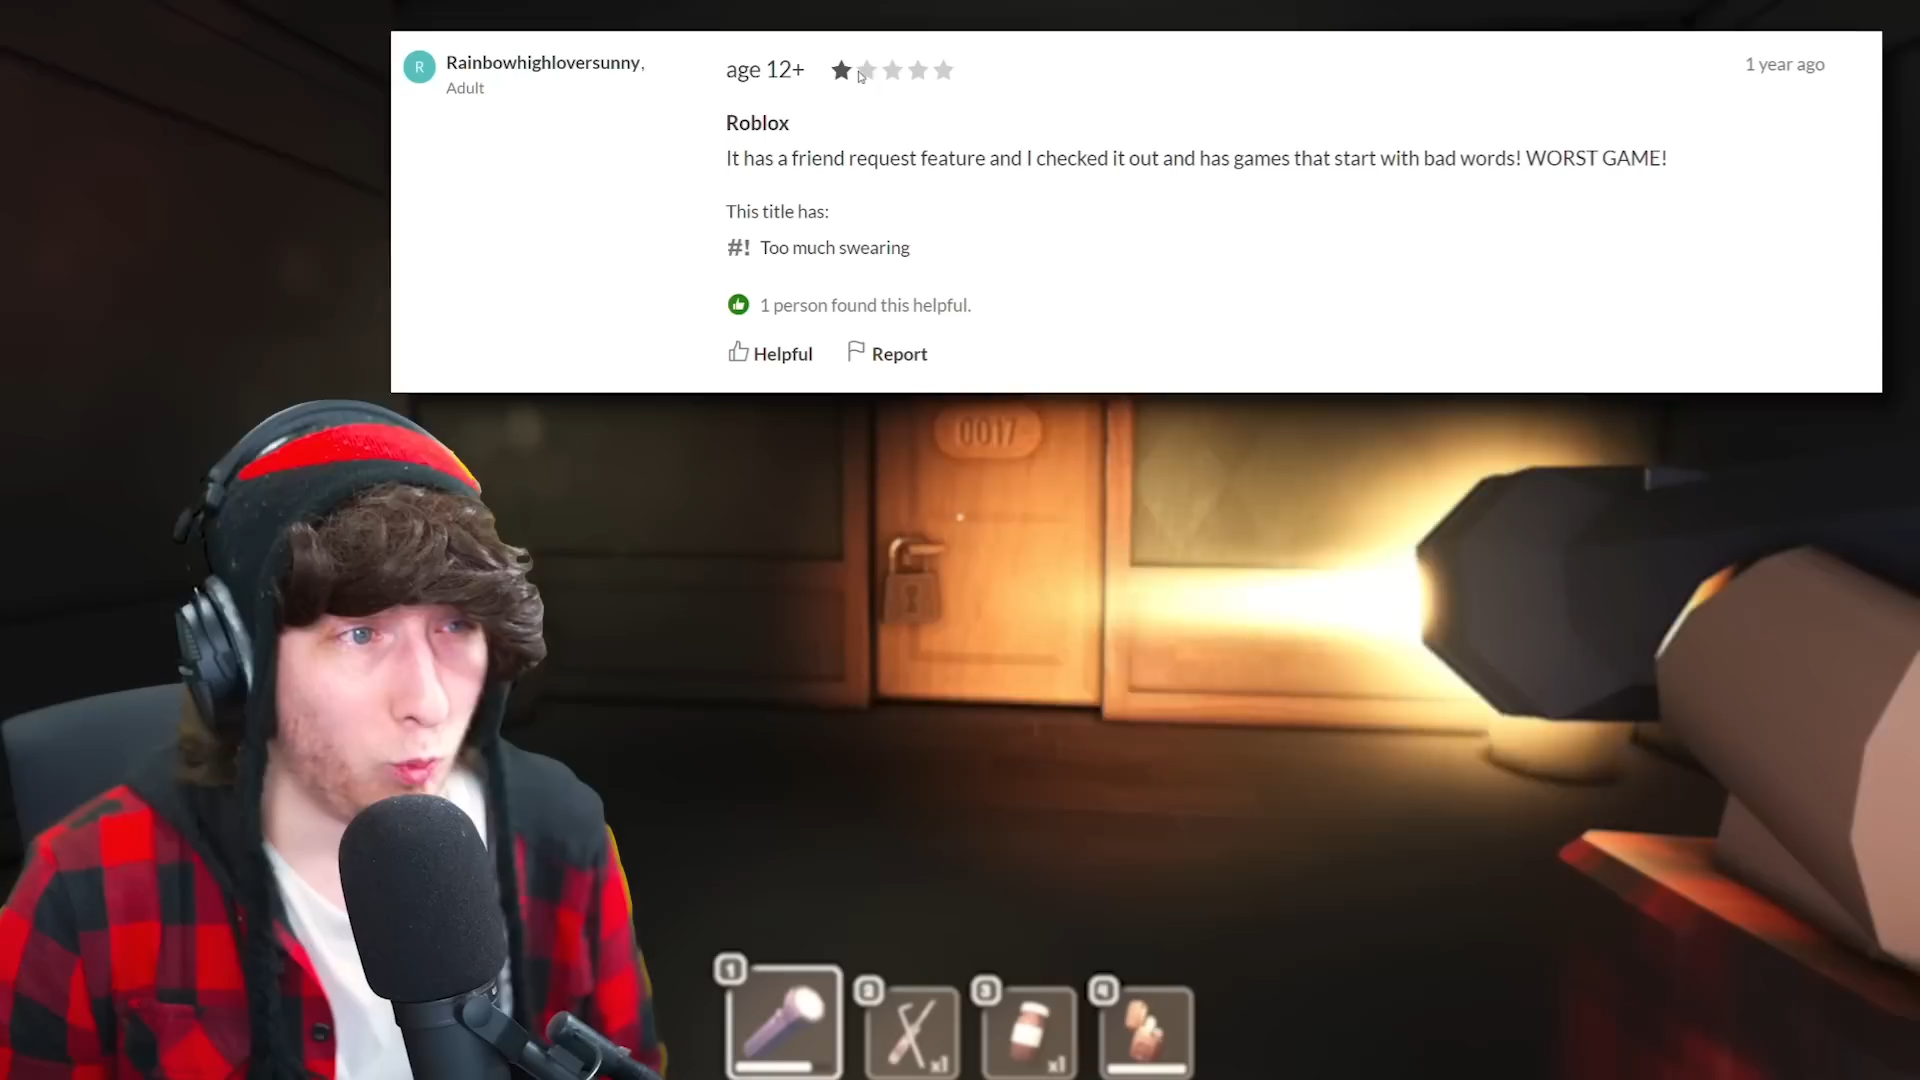 R
Rainbowhighloversunny,
Adult
age 12+
1 year ago
Roblox
It has a friend request feature and I checked it out and has games that start with bad words! WORST GAME!
This title has:
#! Too much swearing
1 person found this helpful.
Helpful
Report
0017
1
2
x1
3
x1
4